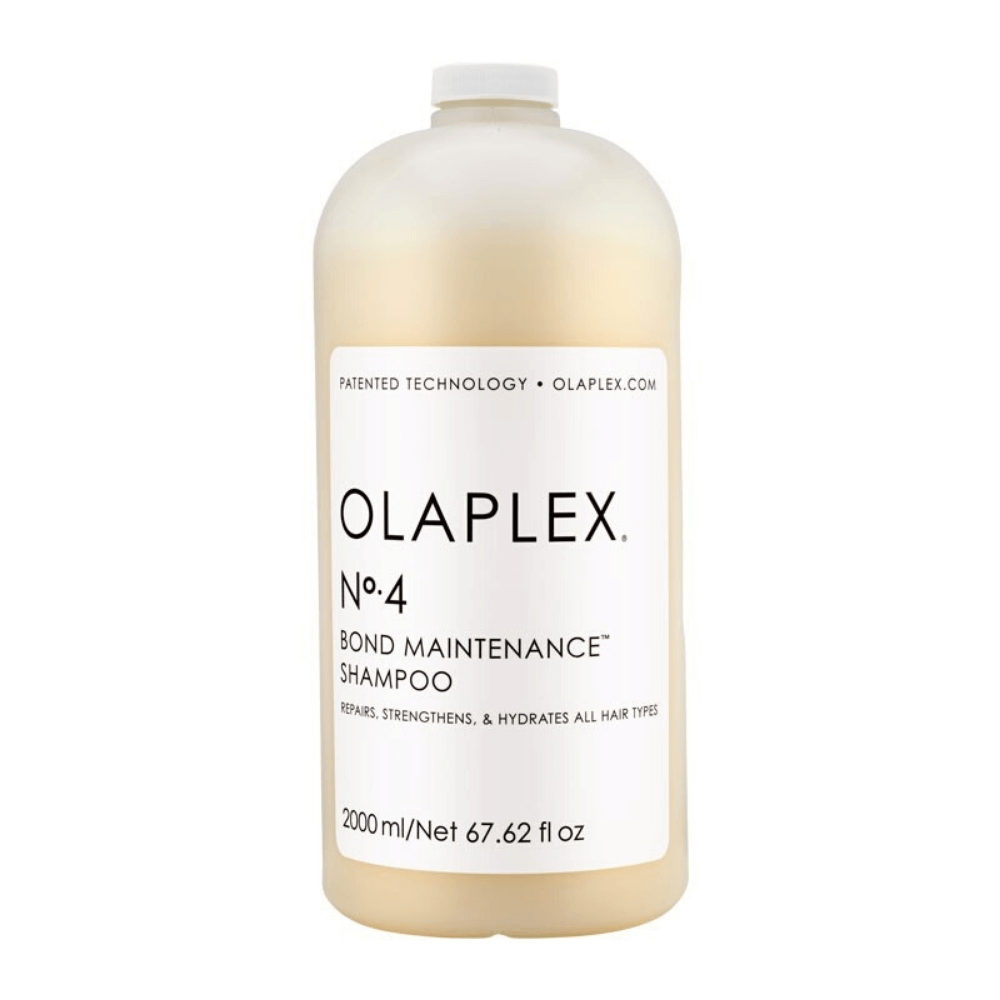 PATENTED TECHNOLOGY • OLAPLEX.COM
OLAPLEX®
Nº.4
BOND MAINTENANCE™
SHAMPOO
REPAIRS, STRENGTHENS, & HYDRATES ALL HAIR TYPES
2000 ml/Net 67.62 fl oz